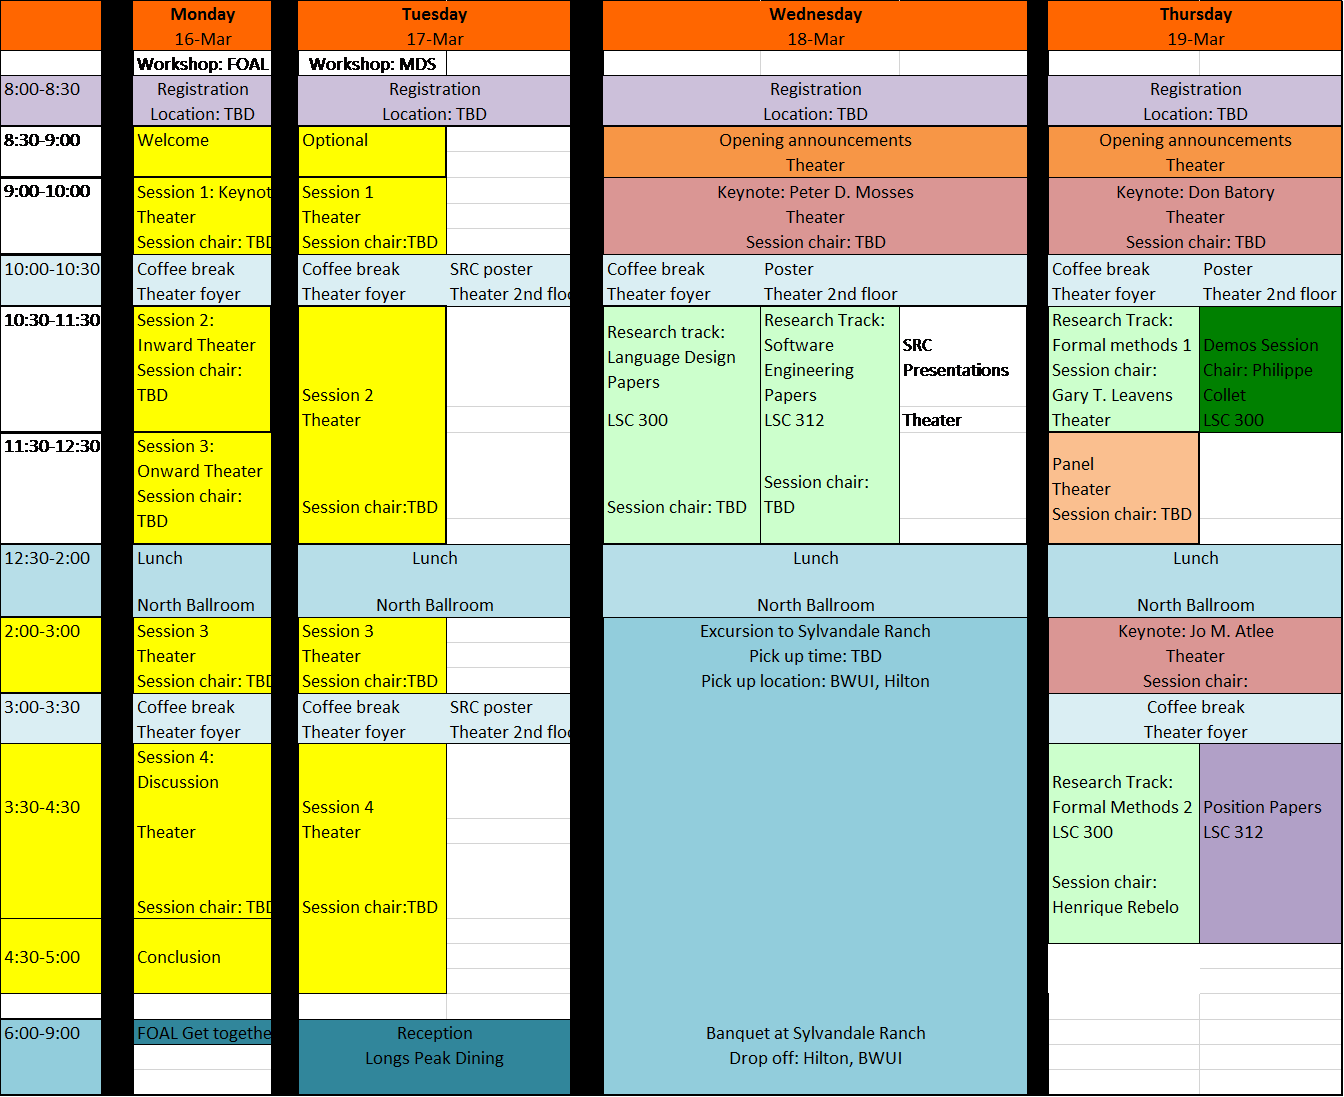 Monday
16-Mar
Tuesday
17-Mar
Wednesday
18-Mar
Thursday
19-Mar
Workshop: FOAL
Workshop: MDS
8:00-8:30
Registration
Location: TBD
Registration
Location: TBD
Registration
Location: TBD
Registration
Location: TBD
8:30-9:00
Welcome
Optional
Opening announcements
Theater
Opening announcements
Theater
9:00-10:00
Session 1: Keynot
Theater
Session chair: TBD
Session 1
Theater
Session chair:TBD
Keynote: Peter D. Mosses
Theater
Session chair: TBD
Keynote: Don Batory
Theater
Session chair: TBD
10:00-10:30
Coffee break
Theater foyer
Coffee break
Theater foyer
SRC poster
Theater 2nd floo
Coffee break
Theater foyer
Poster
Theater 2nd floor
Coffee break
Theater foyer
Poster
Theater 2nd floor
10:30-11:30
Session 2:
Inward Theater
Session chair:
TBD
Session 2
Theater
Session chair:TBD
Research track:
Language Design
Papers
LSC 300
Session chair: TBD
Research Track:
Software
Engineering
Papers
LSC 312
Session chair:
TBD
SRC
Presentations
Theater
Research Track:
Formal methods 1
Session chair:
Gary T. Leavens
Theater
Demos Session
Chair: Philippe
Collet
LSC 300
11:30-12:30
Session 3:
Onward Theater
Session chair:
TBD
Panel
Theater
Session chair: TBD
12:30-2:00
Lunch
North Ballroom
Lunch
North Ballroom
Lunch
North Ballroom
Lunch
North Ballroom
2:00-3:00
Session 3
Theater
Session chair: TBD
Session 3
Theater
Session chair:TBD
Excursion to Sylvandale Ranch
Pick up time: TBD
Pick up location: BWUI, Hilton
Keynote: Jo M. Atlee
Theater
Session chair:
3:00-3:30
Coffee break
Theater foyer
Coffee break
Theater foyer
SRC poster
Theater 2nd floo
Coffee break
Theater foyer
3:30-4:30
Session 4:
Discussion
Theater
Session chair: TBD
Session 4
Theater
Session chair:TBD
Research Track:
Formal Methods 2
LSC 300
Session chair:
Henrique Rebelo
Position Papers
LSC 312
4:30-5:00
Conclusion
6:00-9:00
FOAL Get togethe
Reception
Longs Peak Dining
Banquet at Sylvandale Ranch
Drop off: Hilton, BWUI